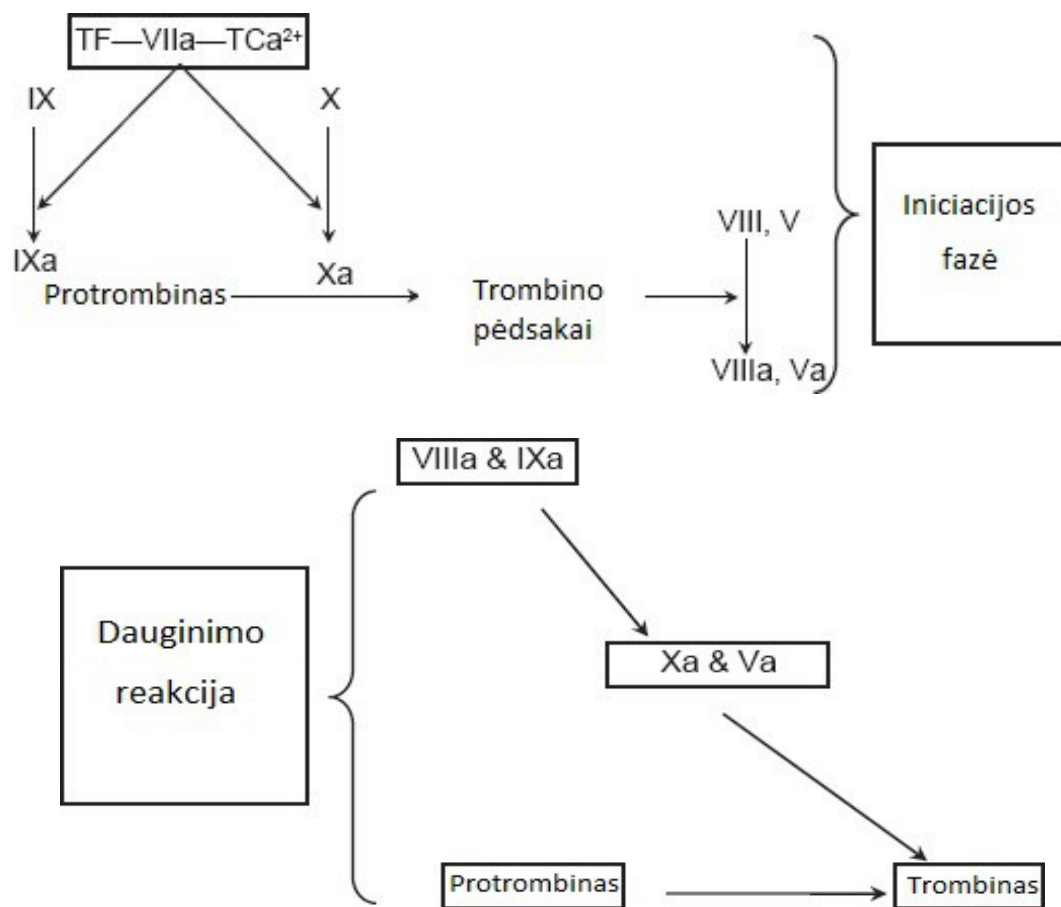 TF—VIIa—TCa²⁺
IX
X
IXa
Xa
Protrombinas
Trombino
pėdsakai
VIII, V
VIIIa, Va
Iniciacijos
fazė
VIIIa & IXa
Dauginimo
reakcija
Xa & Va
Protrombinas
Trombinas